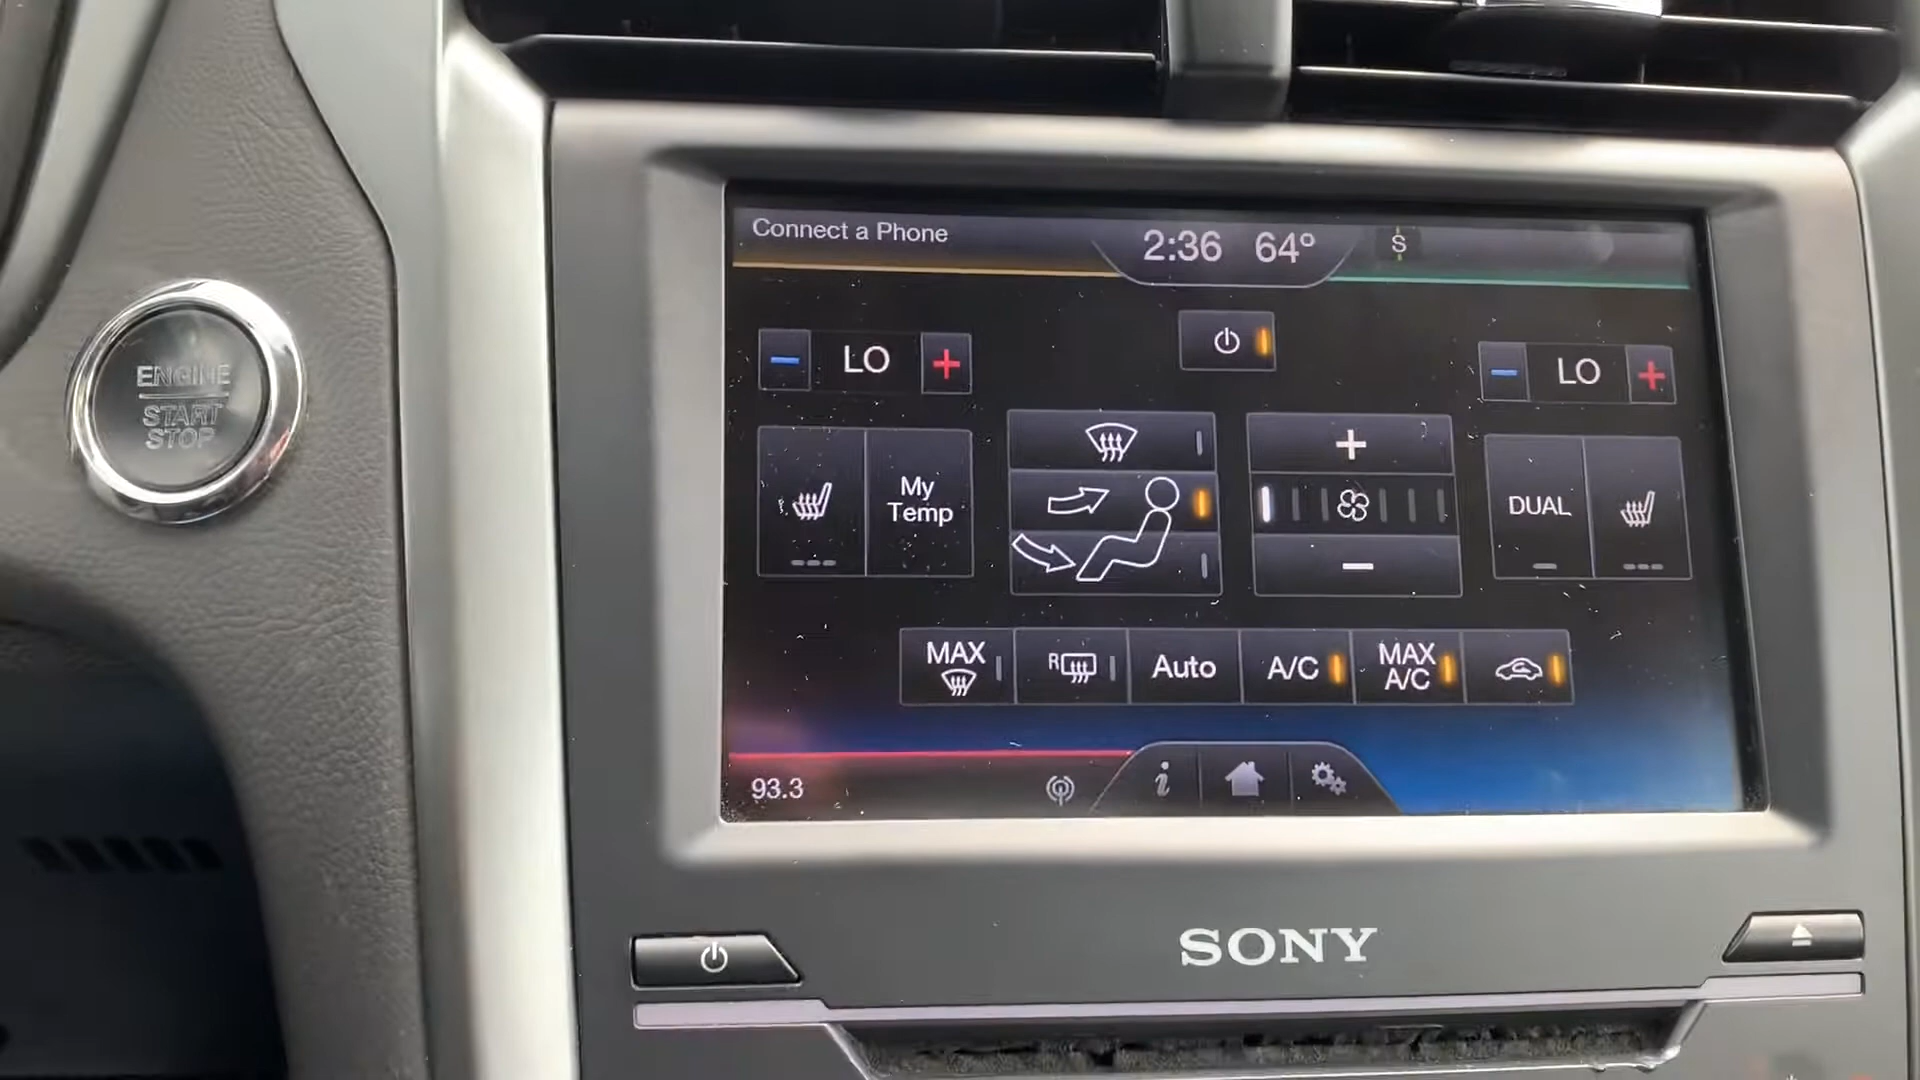 Connect a Phone
2:36 64°
S
LO
LO
ENGINE
START
STOP
My
Temp
DUAL
MAX
R
Auto
A/C
MAX
A/C
93.3
i
SONY